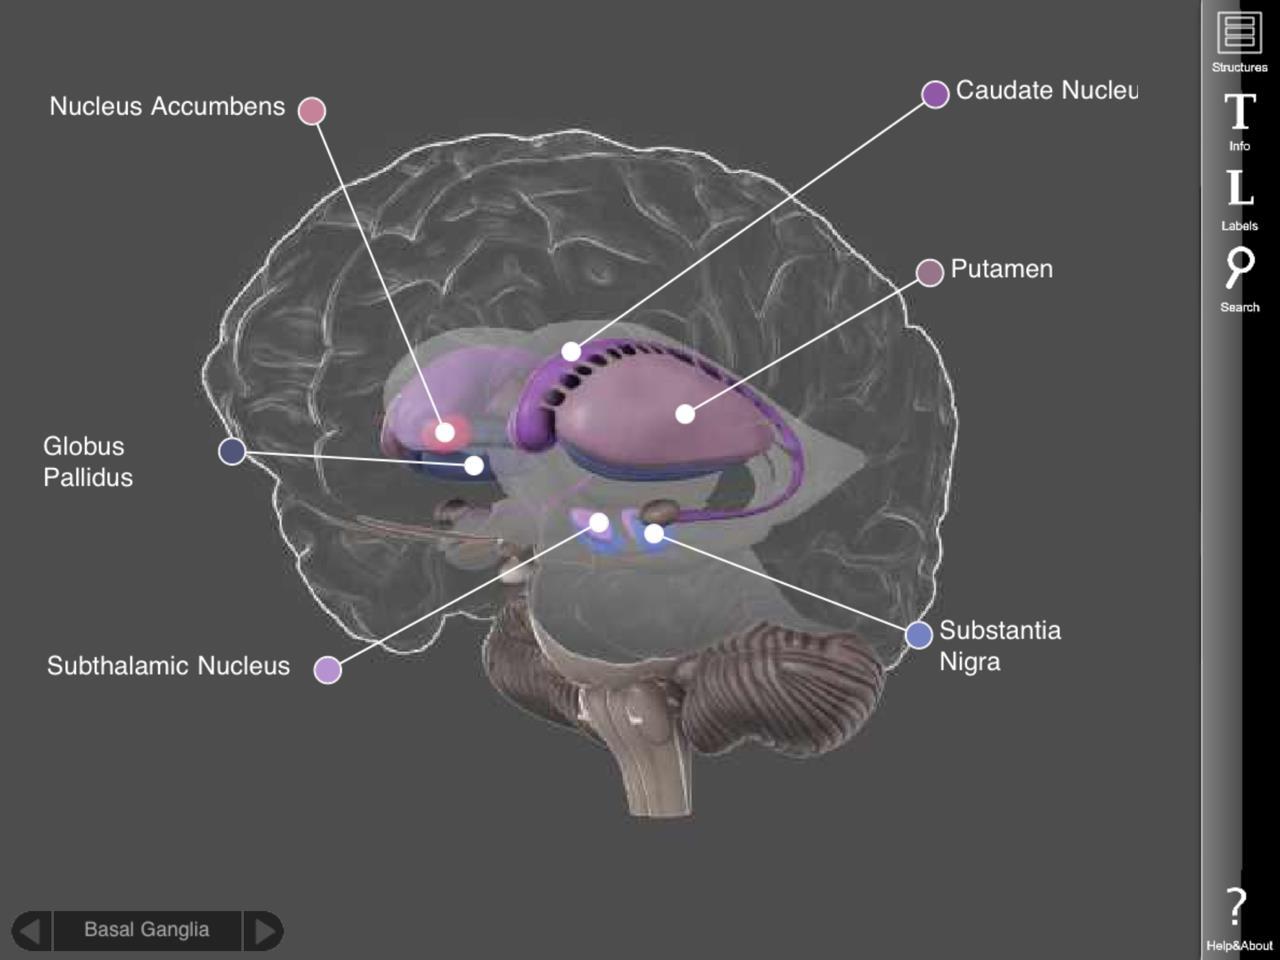 Nucleus Accumbens
Caudate Nucleu
Structures
T
Info
L
Labels
Putamen
Search
Globus
Pallidus
Substantia
Nigra
Subthalamic Nucleus
Basal Ganglia
?
Help&About